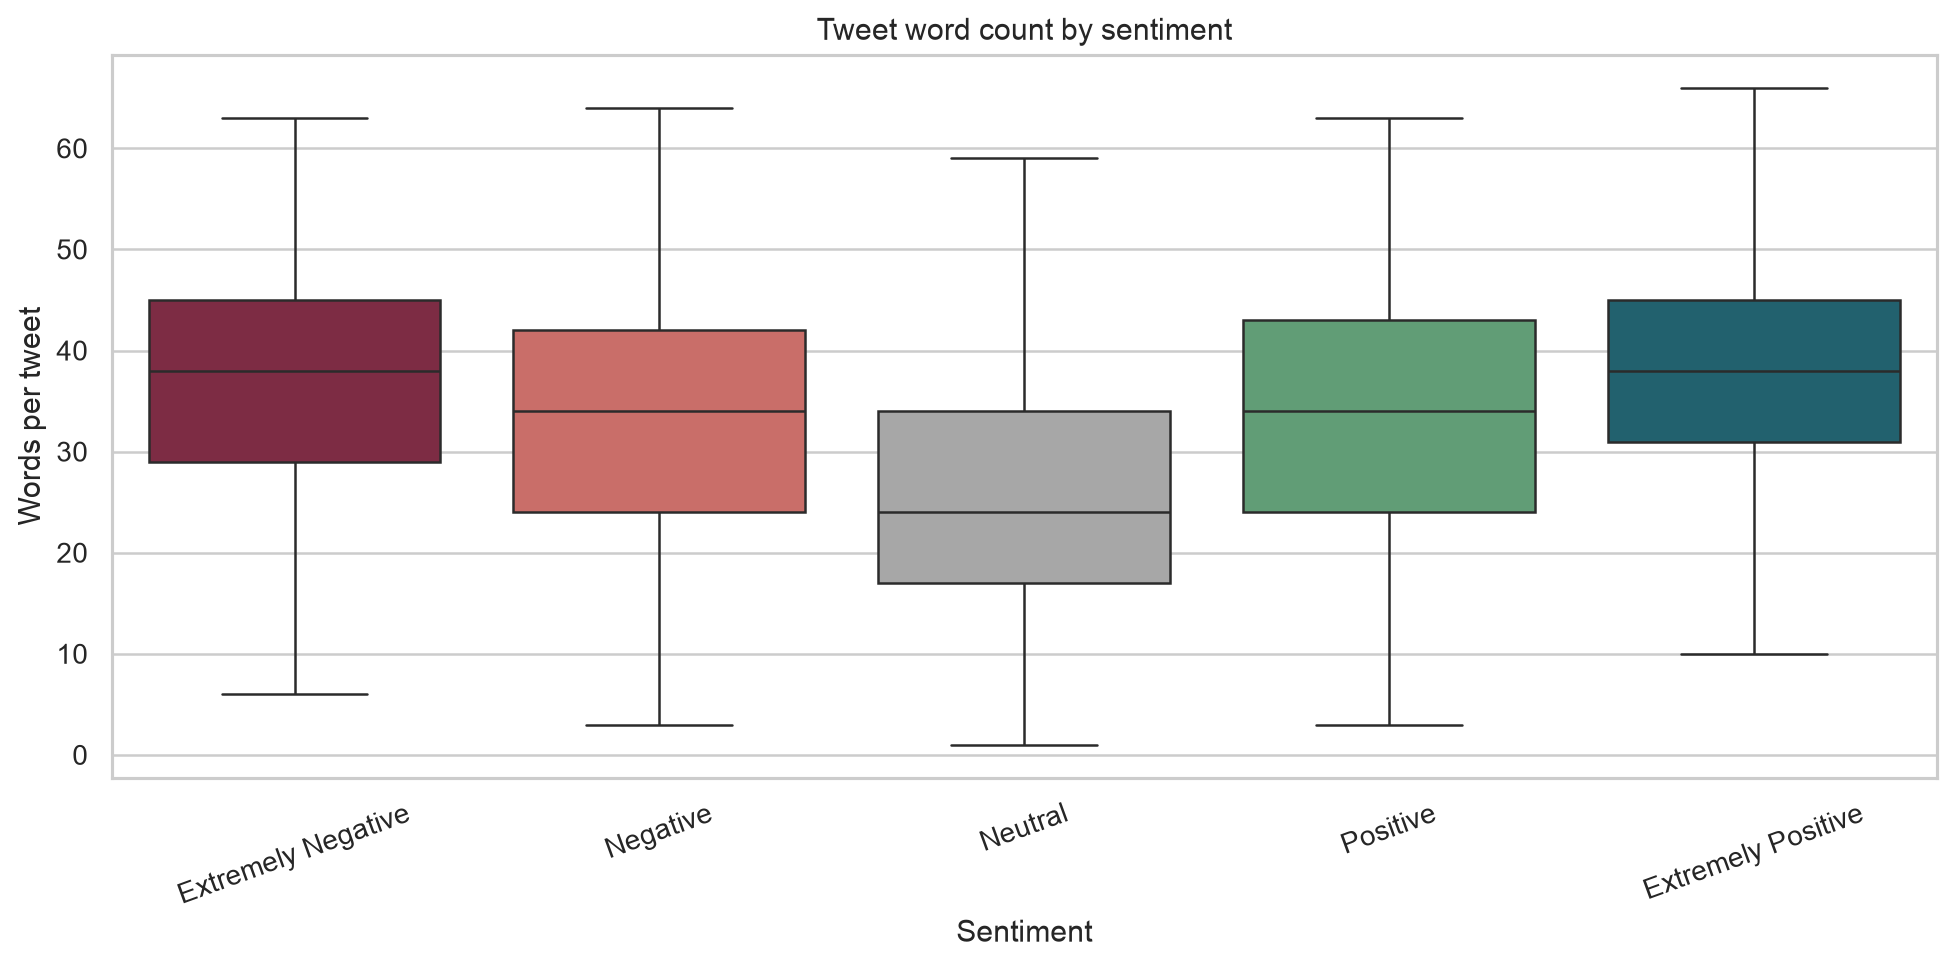 Tweet word count by sentiment
Words per tweet
60
50
40
30
20
10
0
Extremely Negative
Negative
Neutral
Positive
Extremely Positive
Sentiment